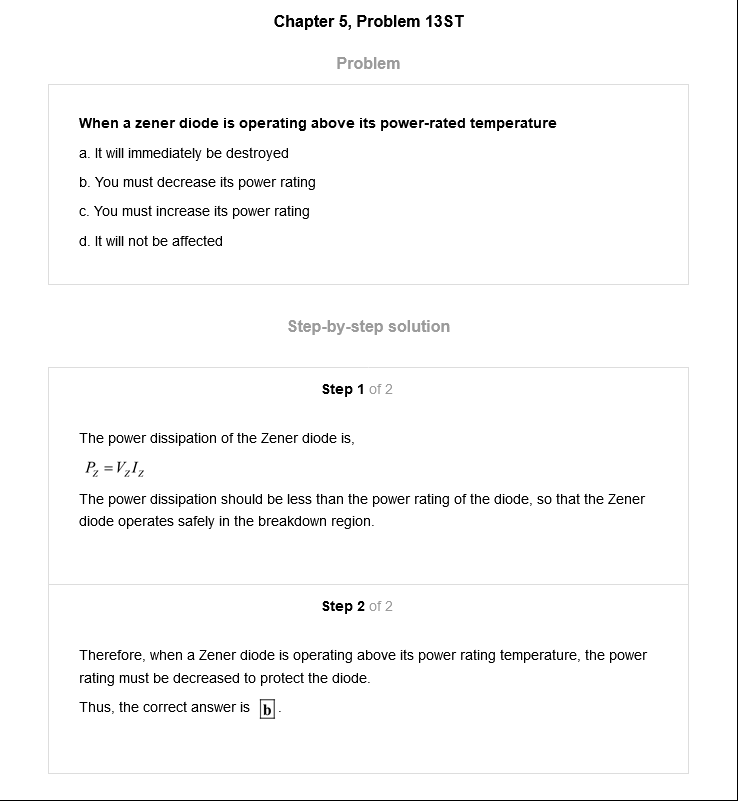 Chapter 5, Problem 13ST
Problem
When a zener diode is operating above its power-rated temperature
a. It will immediately be destroyed
b. You must decrease its power rating
c. You must increase its power rating
d. It will not be affected
Step-by-step solution
Step 1 of 2
The power dissipation of the Zener diode is,
P_Z = V_Z I_Z
The power dissipation should be less than the power rating of the diode, so that the Zener
diode operates safely in the breakdown region.
Step 2 of 2
Therefore, when a Zener diode is operating above its power rating temperature, the power
rating must be decreased to protect the diode.
Thus, the correct answer is b.